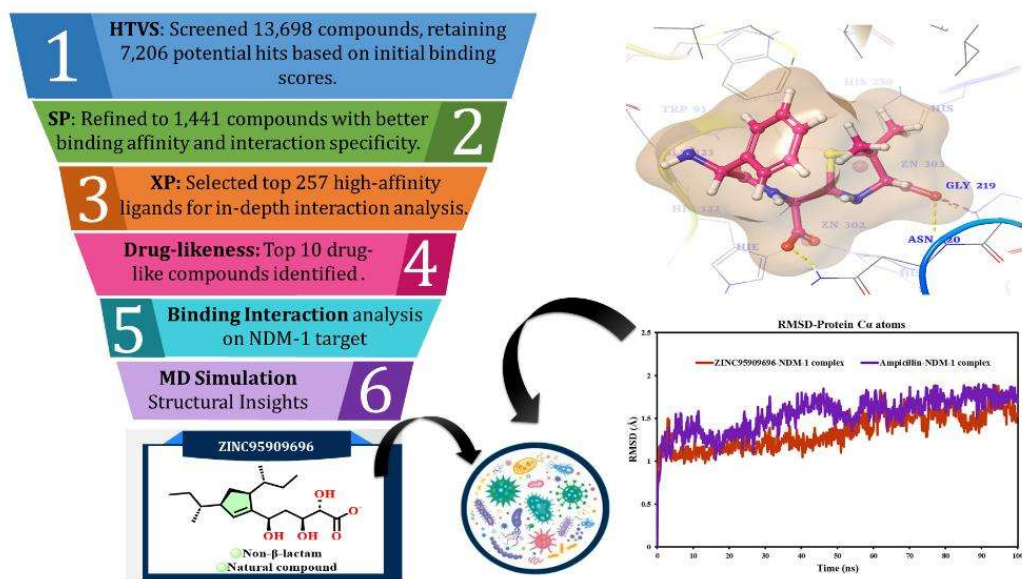 1
HTVS: Screened 13,698 compounds, retaining
7,206 potential hits based on initial binding
scores.
SP: Refined to 1,441 compounds with better
binding affinity and interaction specificity.
2
3
XP: Selected top 257 high-affinity
ligands for in-depth interaction analysis.
Drug-likeness: Top 10 drug-
like compounds identified .
4
5
Binding Interaction analysis
on NDM-1 target
MD Simulation
Structural Insights
6
ZINC95909696
OH
O-
O
OH
OH
OH
Non-β-lactam
Natural compound
HIS 250
TRP 93
HIS
ZN 303
GLY 219
ZN 302
ASN
HIE
RMSD-Protein Cα atoms
ZINC95909696-NDM-1 complex
Ampicillin-NDM-1 complex
RMSD (Å)
2.5
2
1.5
1
0.5
0
0 10 20 30 40 50 60 70 80 90 100
Time (ns)